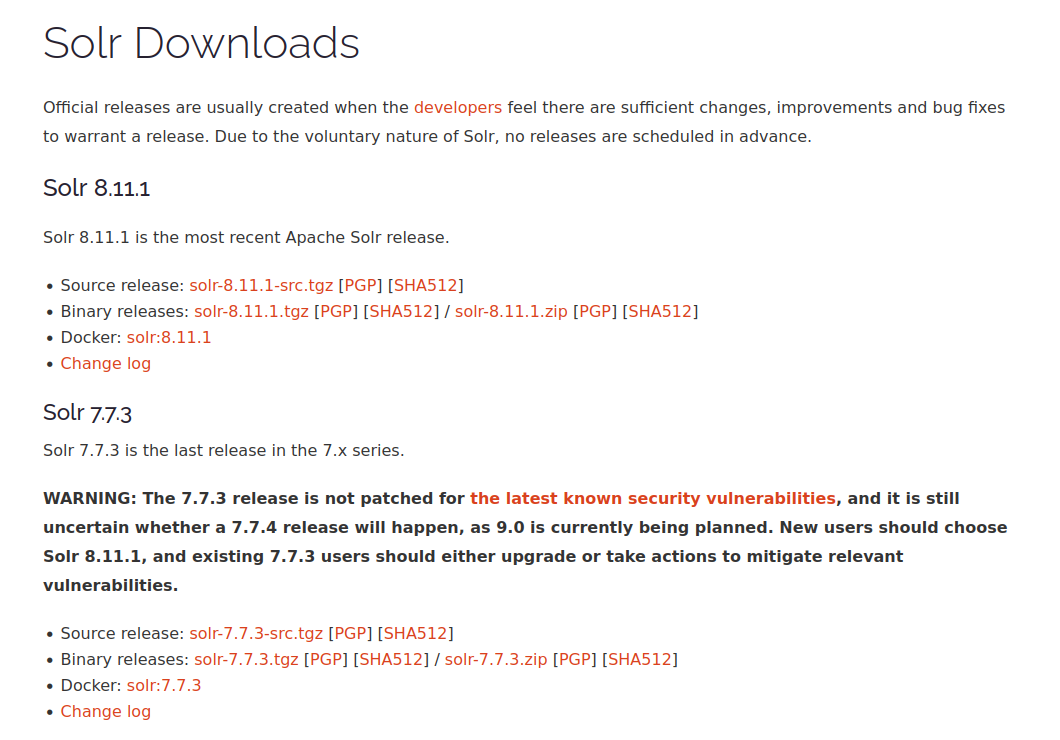 Solr Downloads
Official releases are usually created when the developers feel there are sufficient changes, improvements and bug fixes
to warrant a release. Due to the voluntary nature of Solr, no releases are scheduled in advance.
Solr 8.11.1
Solr 8.11.1 is the most recent Apache Solr release.
• Source release: solr-8.11.1-src.tgz [PGP] [SHA512]
• Binary releases: solr-8.11.1.tgz [PGP] [SHA512] / solr-8.11.1.zip [PGP] [SHA512]
• Docker: solr:8.11.1
• Change log
Solr 7.7.3
Solr 7.7.3 is the last release in the 7.x series.
WARNING: The 7.7.3 release is not patched for the latest known security vulnerabilities, and it is still
uncertain whether a 7.7.4 release will happen, as 9.0 is currently being planned. New users should choose
Solr 8.11.1, and existing 7.7.3 users should either upgrade or take actions to mitigate relevant
vulnerabilities.
• Source release: solr-7.7.3-src.tgz [PGP] [SHA512]
• Binary releases: solr-7.7.3.tgz [PGP] [SHA512] / solr-7.7.3.zip [PGP] [SHA512]
• Docker: solr:7.7.3
• Change log